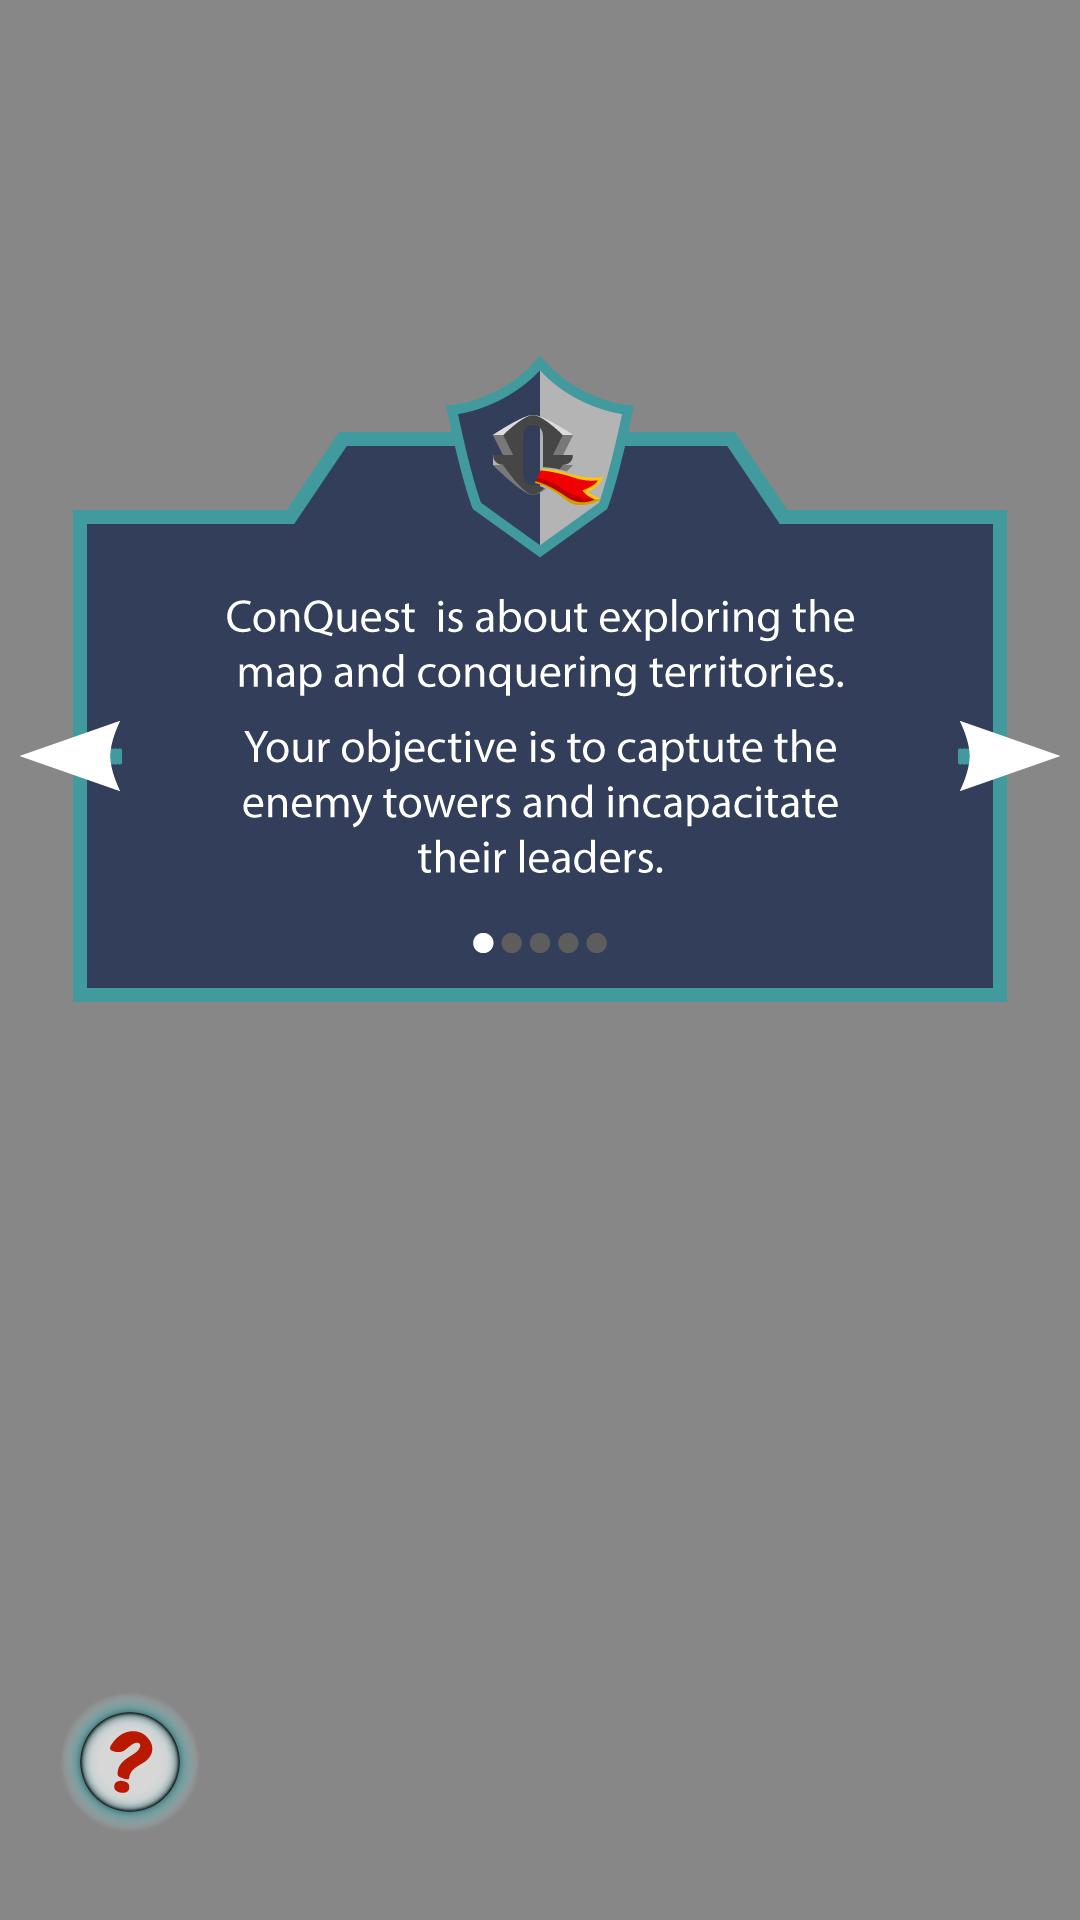 Q
ConQuest  is about exploring the
map and conquering territories.
Your objective is to captute the
enemy towers and incapacitate
their leaders.
?